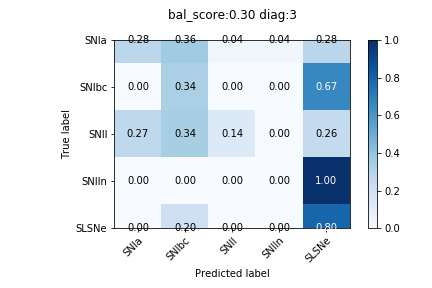 bal_score:0.30 diag:3
True label
SNIa 0.28 0.36 0.04 0.04 0.28
SNIbc 0.00 0.34 0.00 0.00 0.67
SNII 0.27 0.34 0.14 0.00 0.26
SNIIn 0.00 0.00 0.00 0.00 1.00
SLSNe 0.00 0.20 0.00 0.00 0.80
SNIa SNIbc SNII SNIIn SLSNe
Predicted label
1.0
0.8
0.6
0.4
0.2
0.0